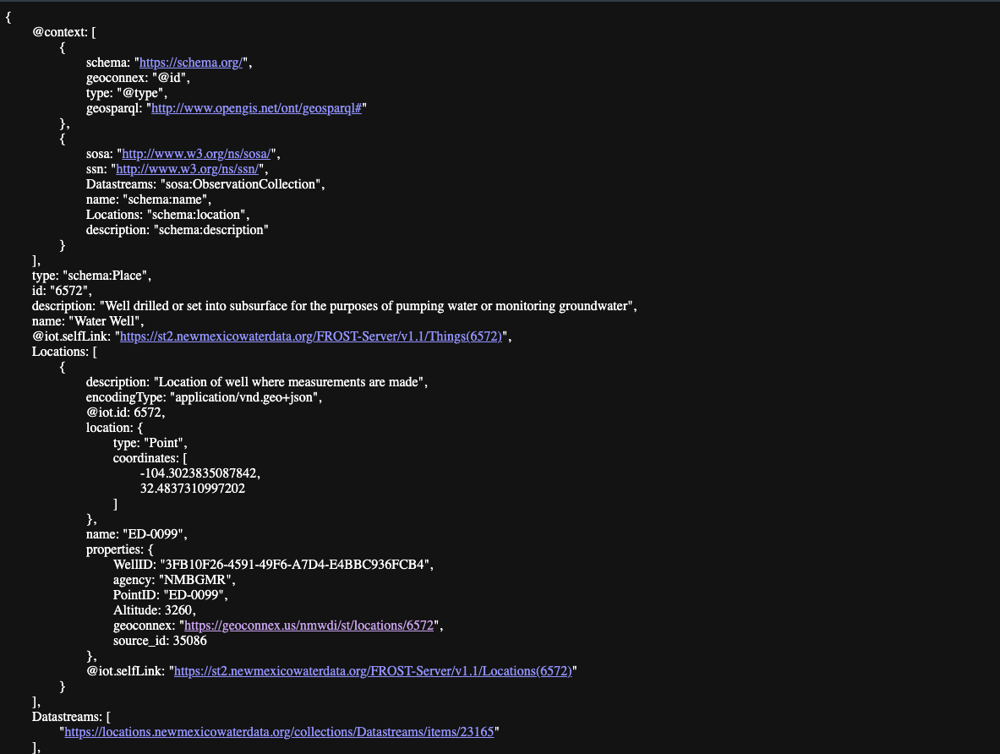 {
@context: [
{
schema: "https://schema.org/",
geoconnex: "@id",
type: "@type",
geosparql: "http://www.opengis.net/ont/geosparql#"
},
{
sosa: "http://www.w3.org/ns/sosa/",
ssn: "http://www.w3.org/ns/ssn/",
Datastreams: "sosa:ObservationCollection",
name: "schema:name",
Locations: "schema:location",
description: "schema:description"
}
],
type: "schema:Place",
id: "6572",
description: "Well drilled or set into subsurface for the purposes of pumping water or monitoring groundwater",
name: "Water Well",
@iot.selfLink: "https://st2.newmexicowaterdata.org/FROST-Server/v1.1/Things(6572)",
Locations: [
{
description: "Location of well where measurements are made",
encodingType: "application/vnd.geo+json",
@iot.id: 6572,
location: {
type: "Point",
coordinates: [
-104.3023835087842,
32.4837310997202
]
},
name: "ED-0099",
properties: {
WellID: "3FB10F26-4591-49F6-A7D4-E4BBC936FCB4",
agency: "NMBGMR",
PointID: "ED-0099",
Altitude: 3260,
geoconnex: "https://geoconnex.us/nmwdi/st/locations/6572",
source_id: 35086
},
@iot.selfLink: "https://st2.newmexicowaterdata.org/FROST-Server/v1.1/Locations(6572)"
}
],
Datastreams: [
"https://locations.newmexicowaterdata.org/collections/Datastreams/items/23165"
],